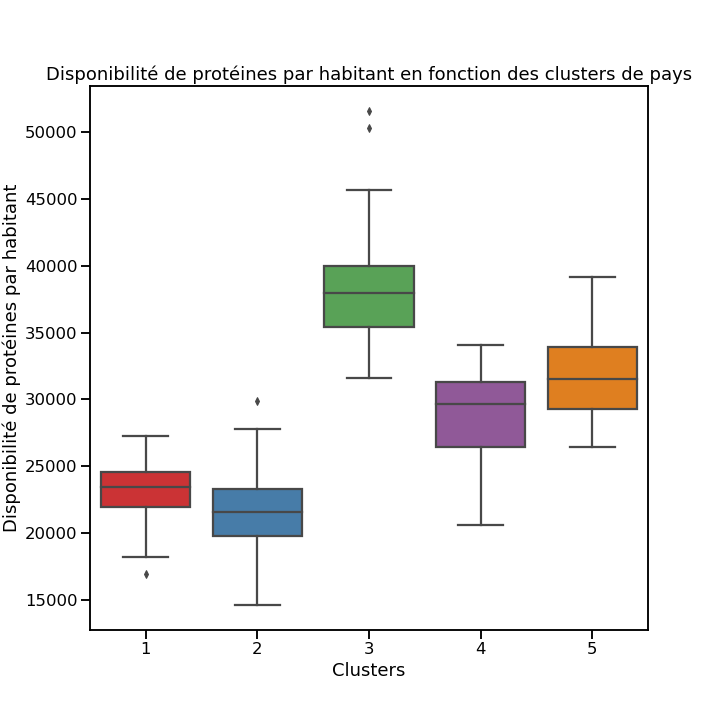 Disponibilité de protéines par habitant en fonction des clusters de pays
Disponibilité de protéines par habitant
50000
45000
40000
35000
30000
25000
20000
15000
1 2 3 4 5
Clusters